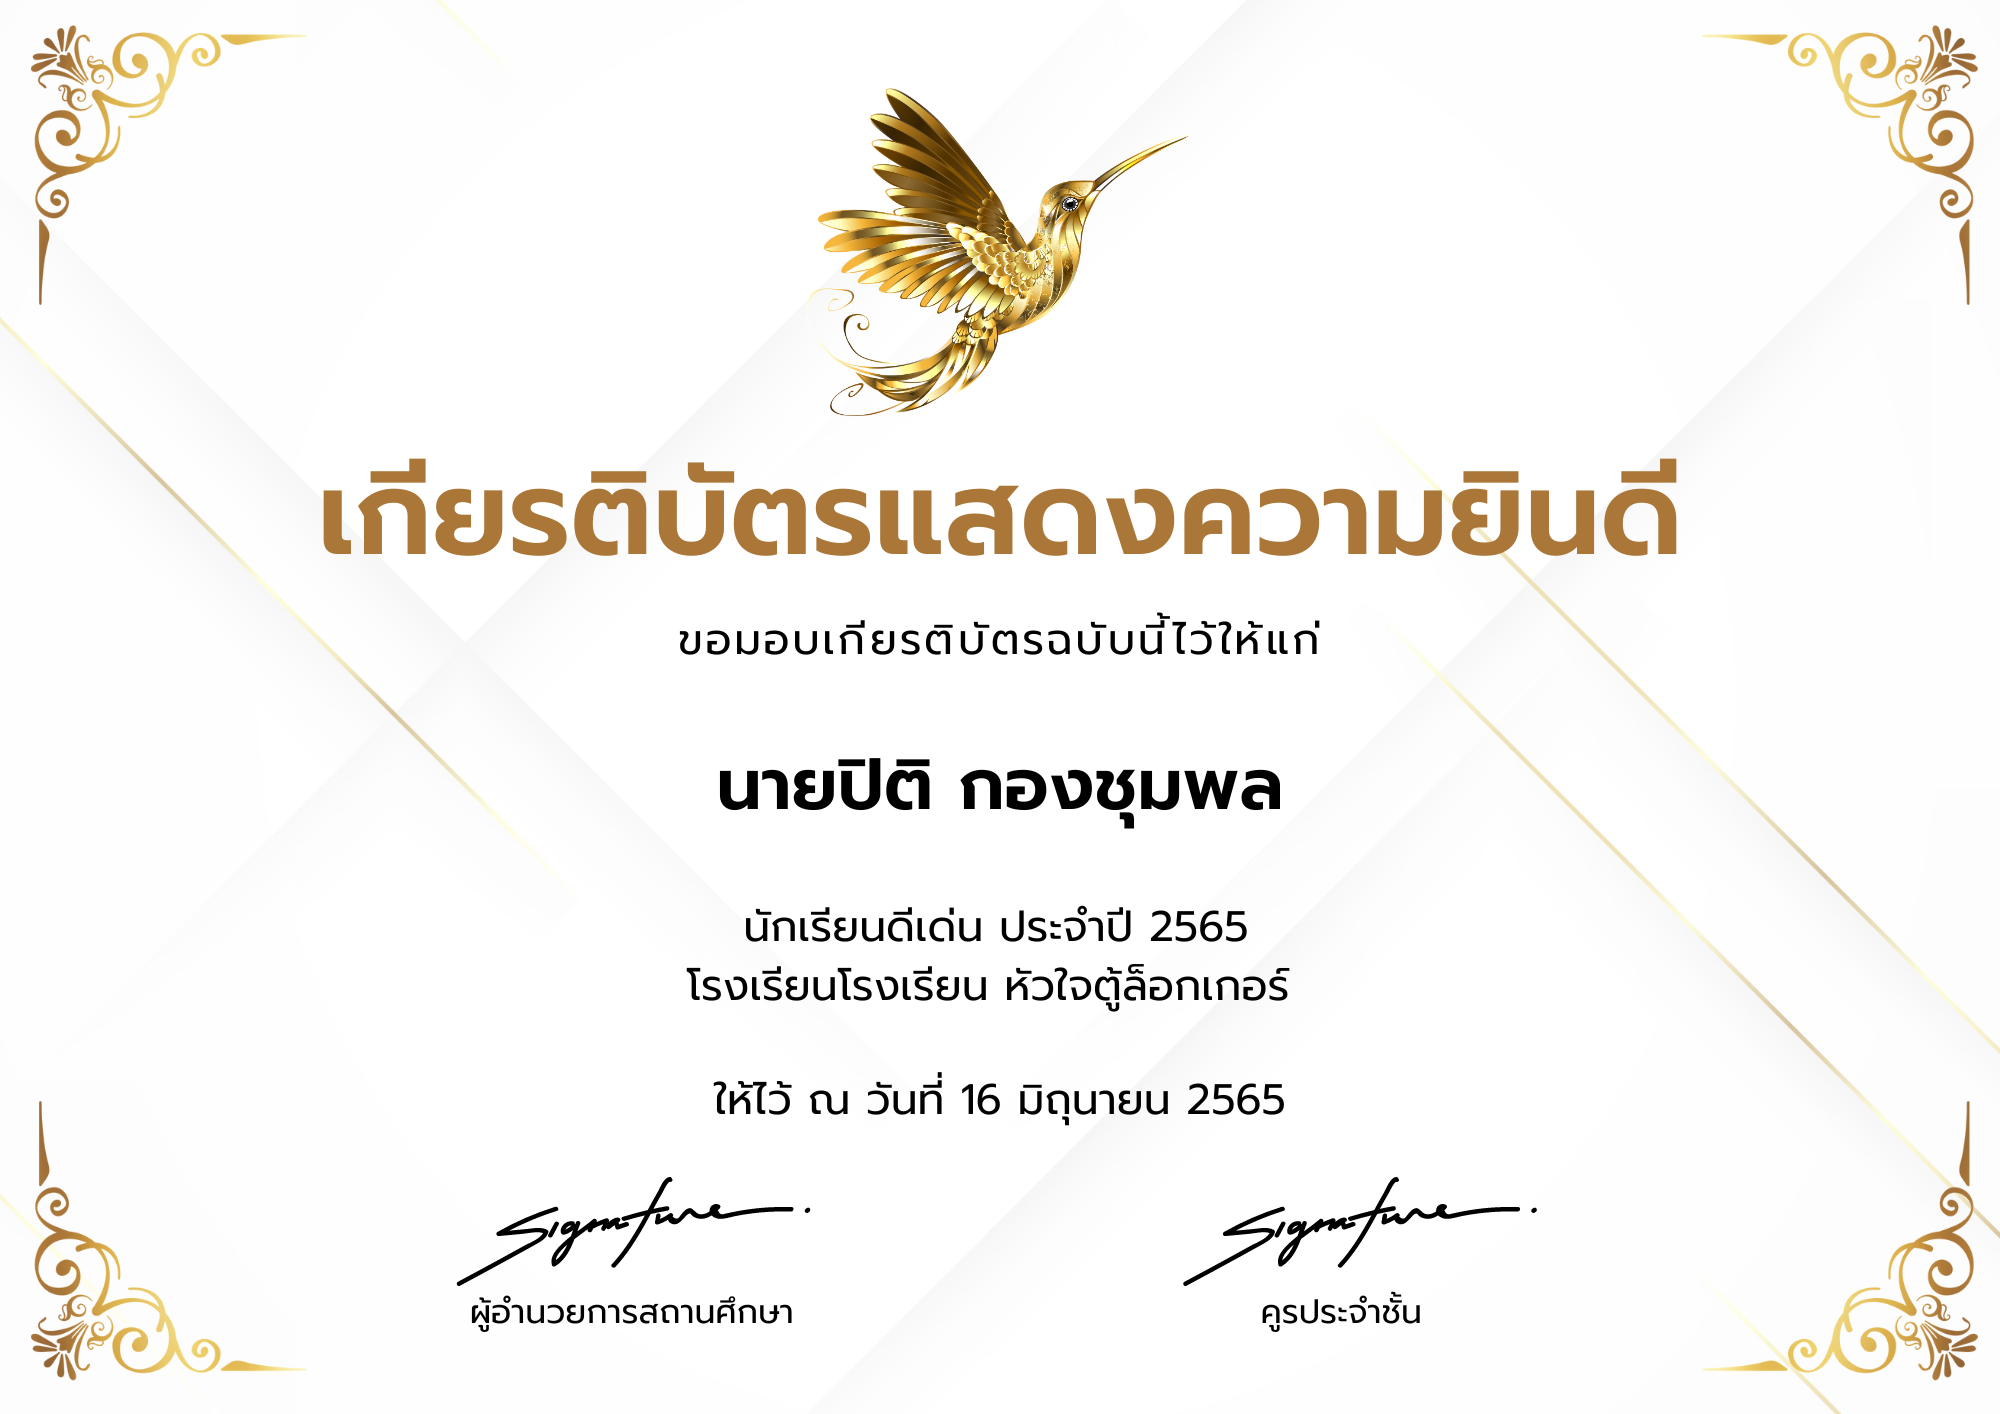 เกียรติบัตรแสดงความยินดี
ขอมอบเกียรติบัตรฉบับนี้ไว้ให้แก่
นายปิติ กองชุมพล
นักเรียนดีเด่น ประจำปี 2565
โรงเรียนโรงเรียน หัวใจตู้ล็อกเกอร์
ให้ไว้ ณ วันที่ 16 มิถุนายน 2565
Signature. Signature.
ผู้อำนวยการสถานศึกษา คูรประจำชั้น